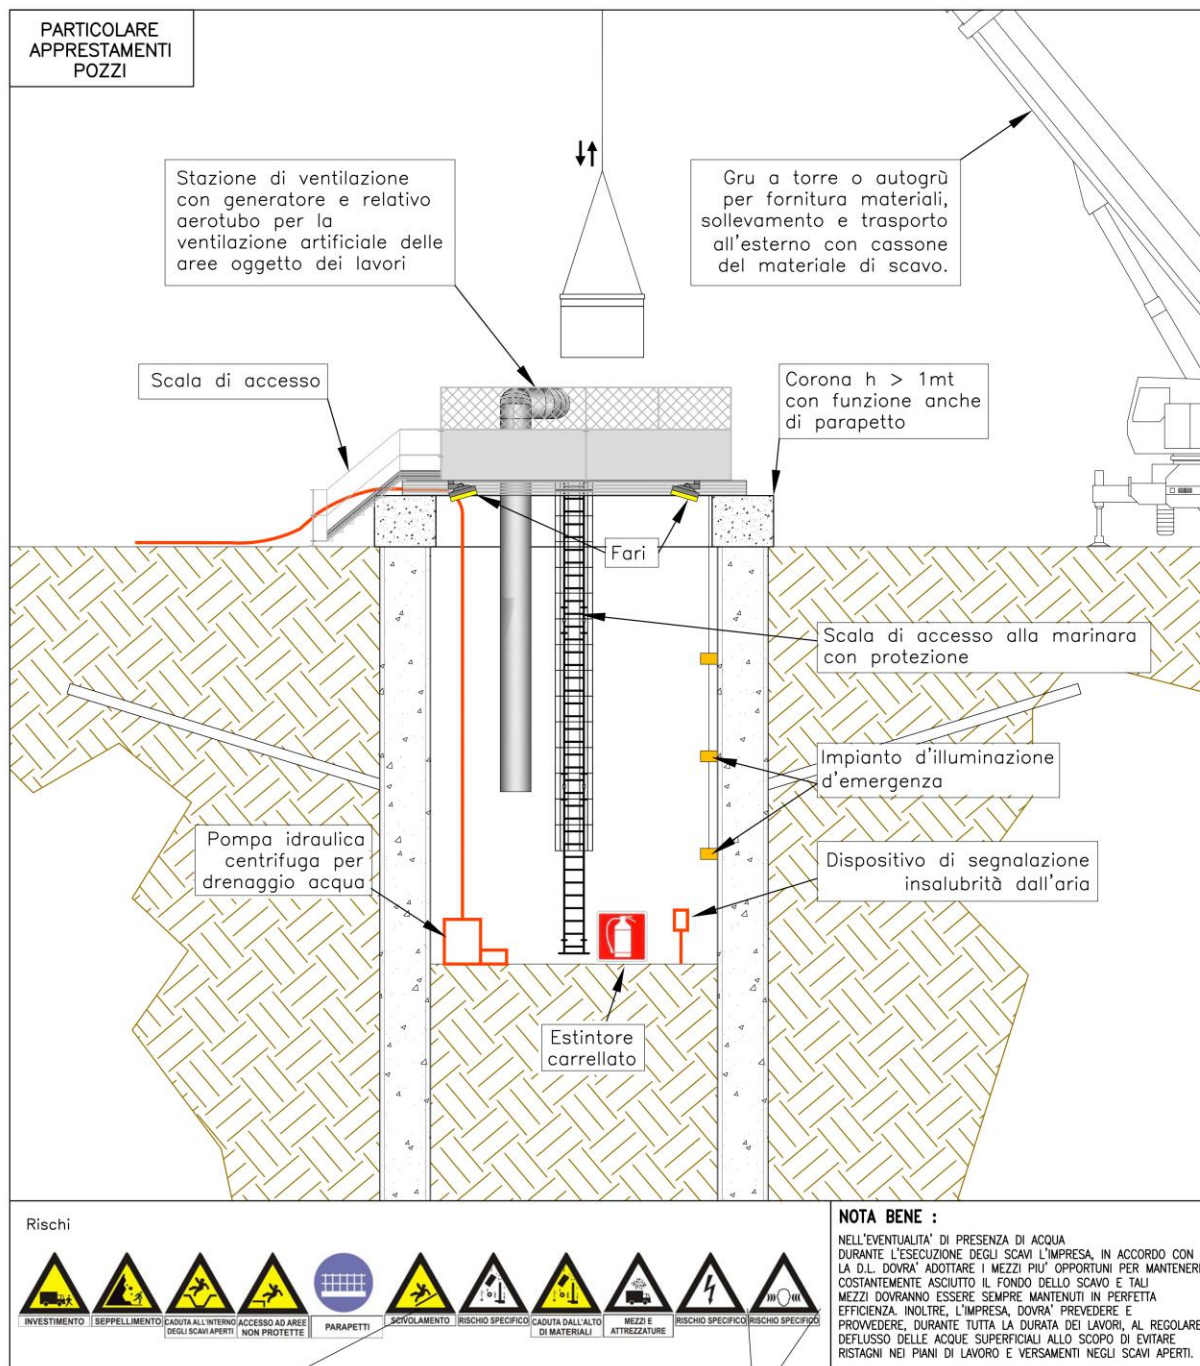 PARTICOLARE
APPRESTAMENTI
POZZI
Stazione di ventilazione
con generatore e relativo
aerotubo per la
ventilazione artificiale delle
aree oggetto dei lavori
Gru a torre o autogrù
per fornitura materiali,
sollevamento e trasporto
all'esterno con cassone
del materiale di scavo.
Scala di accesso
Corona h > 1mt
con funzione anche
di parapetto
Fari
Scala di accesso alla marinara
con protezione
Impianto d'illuminazione
d'emergenza
Pompa idraulica
centrifuga per
drenaggio acqua
Dispositivo di segnalazione
insalubrità dall'aria
Estintore
carrellato
Rischi
INVESTIMENTO
SEPPELLIMENTO
CADUTA ALL'INTERNO
DEGLI SCAVI APERTI
ACCESSO AD AREE
NON PROTETTE
PARAPETTI
SCIVOLAMENTO
RISCHIO SPECIFICO
CADUTA DALL'ALTO
DI MATERIALI
MEZZI E
ATTREZZATURE
RISCHIO SPECIFICO
RISCHIO SPECIFICO
NOTA BENE :
NELL'EVENTUALITA' DI PRESENZA DI ACQUA
DURANTE L'ESECUZIONE DEGLI SCAVI L'IMPRESA, IN ACCORDO CON
LA D.L. DOVRA' ADOTTARE I MEZZI PIU' OPPORTUNI PER MANTENERE
COSTANTEMENTE ASCIUTTO IL FONDO DELLO SCAVO E TALI
MEZZI DOVRANNO ESSERE SEMPRE MANTENUTI IN PERFETTA
EFFICENZA. INOLTRE, L'IMPRESA, DOVRA' PREVEDERE E
PROVVEDERE, DURANTE TUTTA LA DURATA DEI LAVORI, AL REGOLARE
DEFLUSSO DELLE ACQUE SUPERFICIALI ALLO SCOPO DI EVITARE
RISTAGNI NEI PIANI DI LAVORO E VERSAMENTI NEGLI SCAVI APERTI.